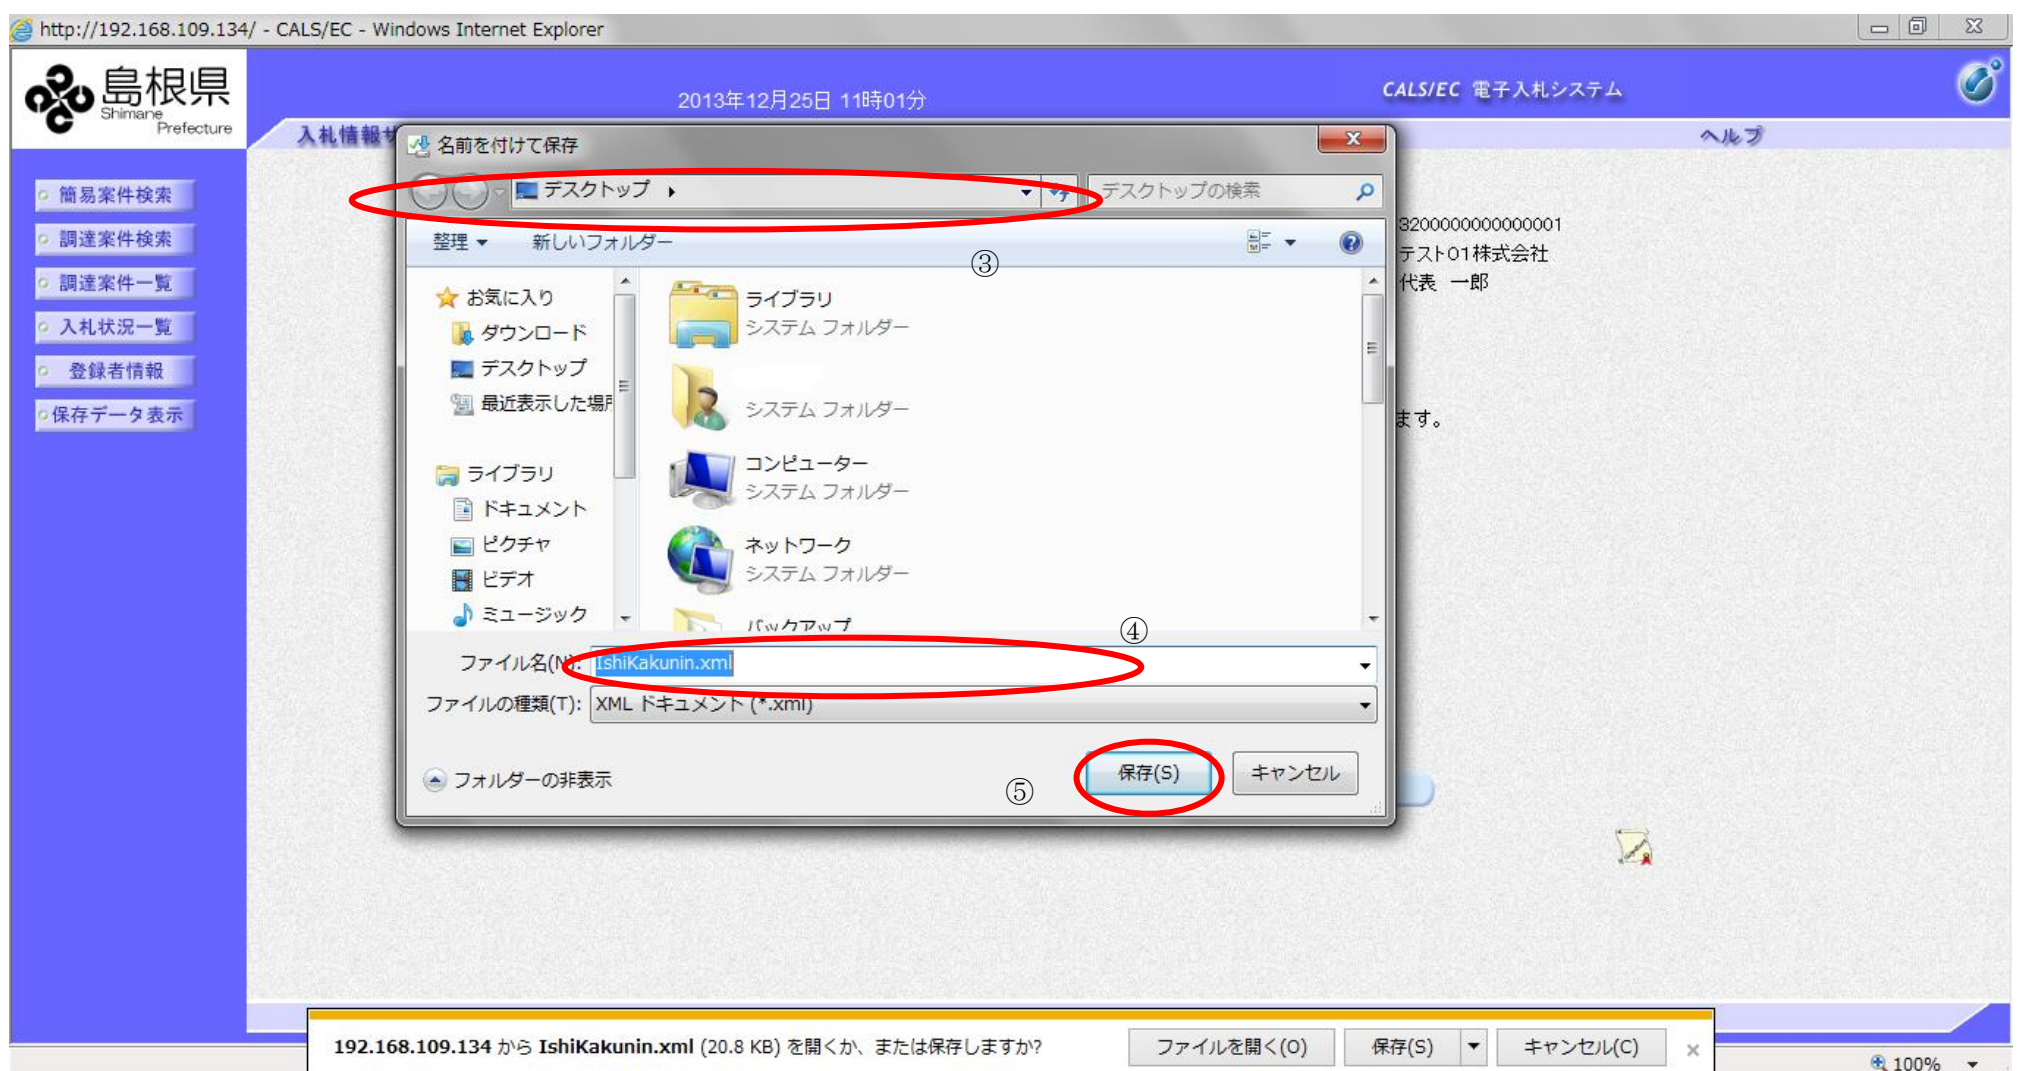 http://192.168.109.134/ - CALS/EC - Windows Internet Explorer
島根県
Shimane
Prefecture
2013年12月25日 11時01分
CALS/EC 電子入札システム
入札情報サ
ヘルプ
簡易案件検索
調達案件検索
調達案件一覧
入札状況一覧
登録者情報
保存データ表示
名前を付けて保存
デスクトップ
デスクトップの検索
整理
新しいフォルダー
③
お気に入り
ダウンロード
デスクトップ
最近表示した場所
ライブラリ
ドキュメント
ピクチャ
ビデオ
ミュージック
ライブラリ
システム フォルダー
システム フォルダー
コンピューター
システム フォルダー
ネットワーク
システム フォルダー
バックアップ
④
ファイル名(N): IshiKakunin.xml
ファイルの種類(T): XML ドキュメント (*.xml)
フォルダーの非表示
⑤
保存(S)
キャンセル
3200000000000001
テスト01株式会社
代表 一郎
ます。
192.168.109.134 から IshiKakunin.xml (20.8 KB) を開くか、または保存しますか?
ファイルを開く(O)
保存(S)
キャンセル(C)
×
100%